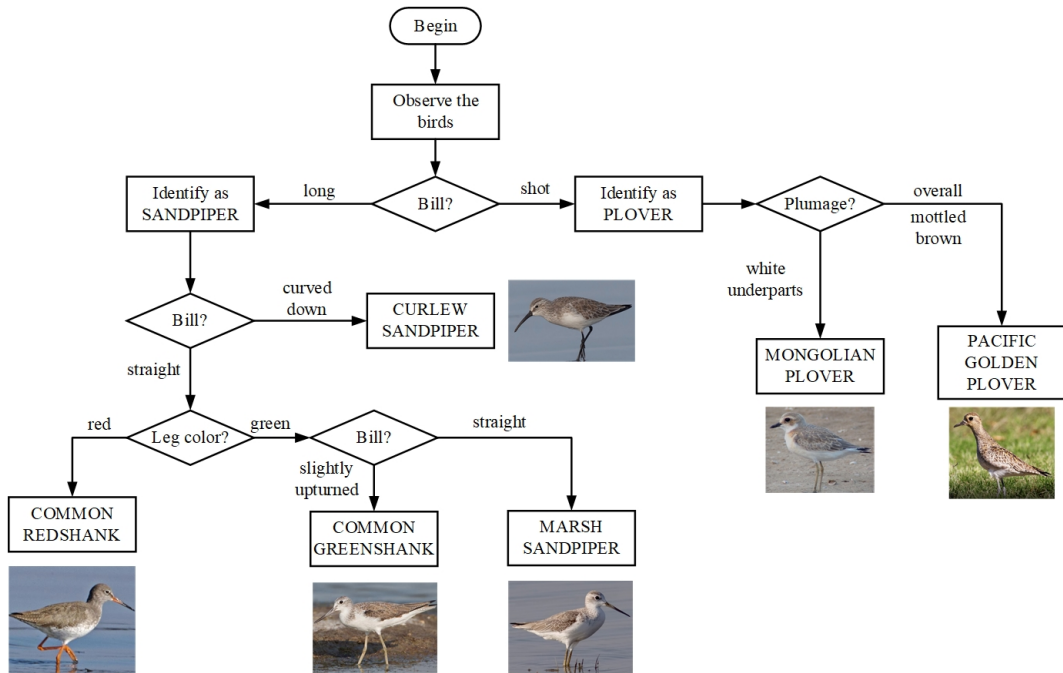 Begin
Observe the
birds
Identify as
SANDPIPER
long
Bill?
shot
Identify as
PLOVER
Plumage?
overall
mottled
brown
white
underparts
Bill?
curved
down
CURLEW
SANDPIPER
MONGOLIAN
PLOVER
PACIFIC
GOLDEN
PLOVER
straight
red
Leg color?
green
Bill?
straight
slightly
upturned
COMMON
REDSHANK
COMMON
GREENSHANK
MARSH
SANDPIPER